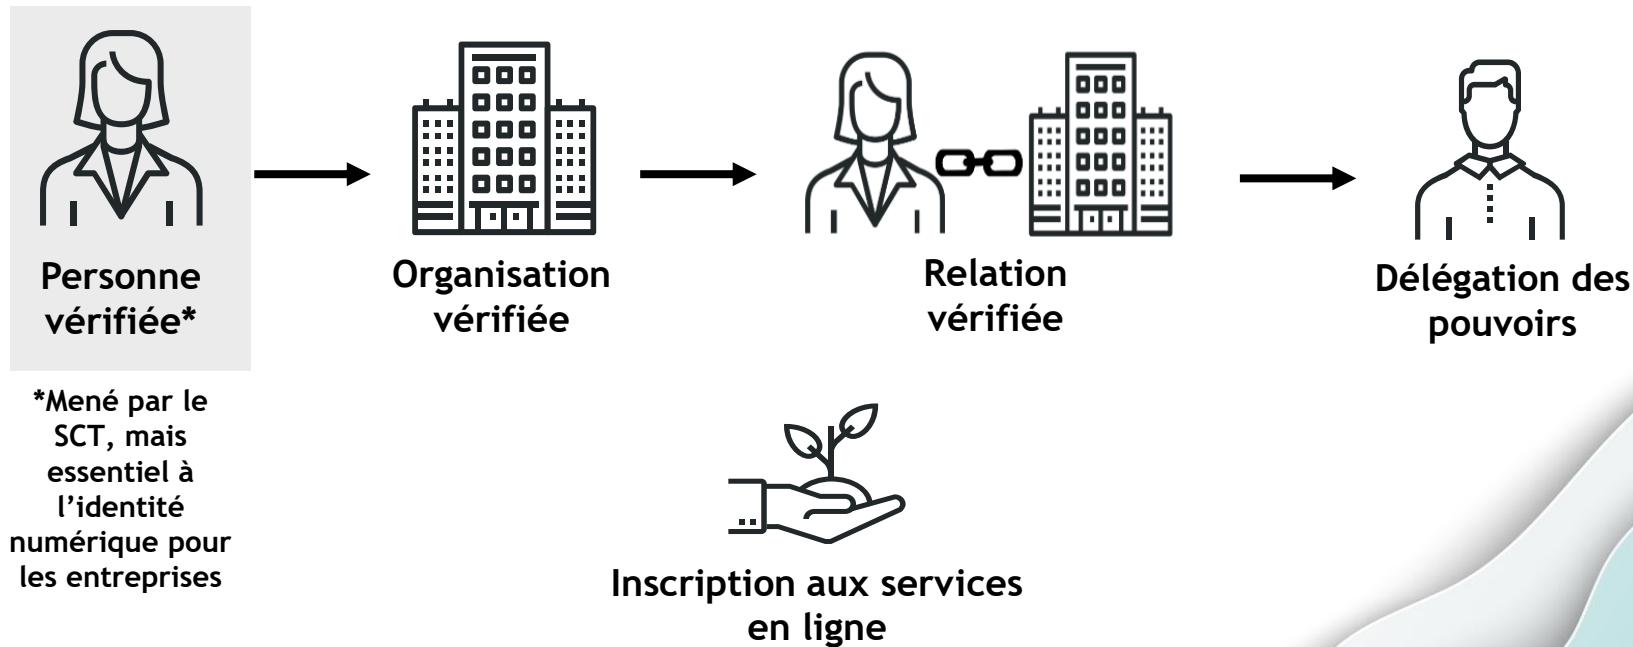 Personne
vérifiée*
Organisation
vérifiée
Relation
vérifiée
Délégation des
pouvoirs
*Mené par le
SCT, mais
essentiel à
l’identité
numérique pour
les entreprises
Inscription aux services
en ligne